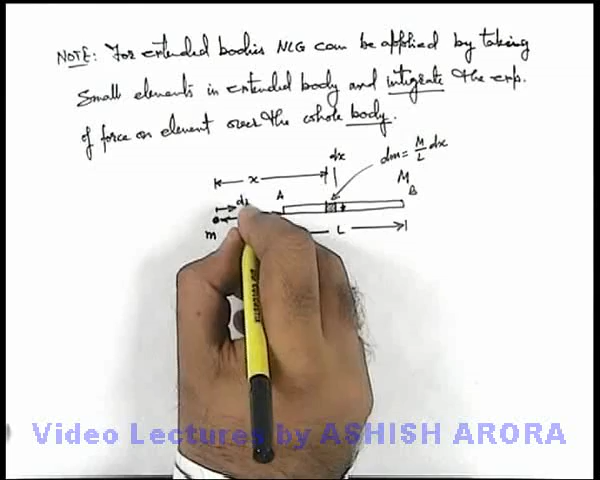 NOTE: For extended bodies NLG can be applied by taking
small elements in extended body and integrate the exp.
of force on element over the whole body.
dx
dm = M/L dx
x
M
A
B
m
L
Video Lectures by ASHISH ARORA